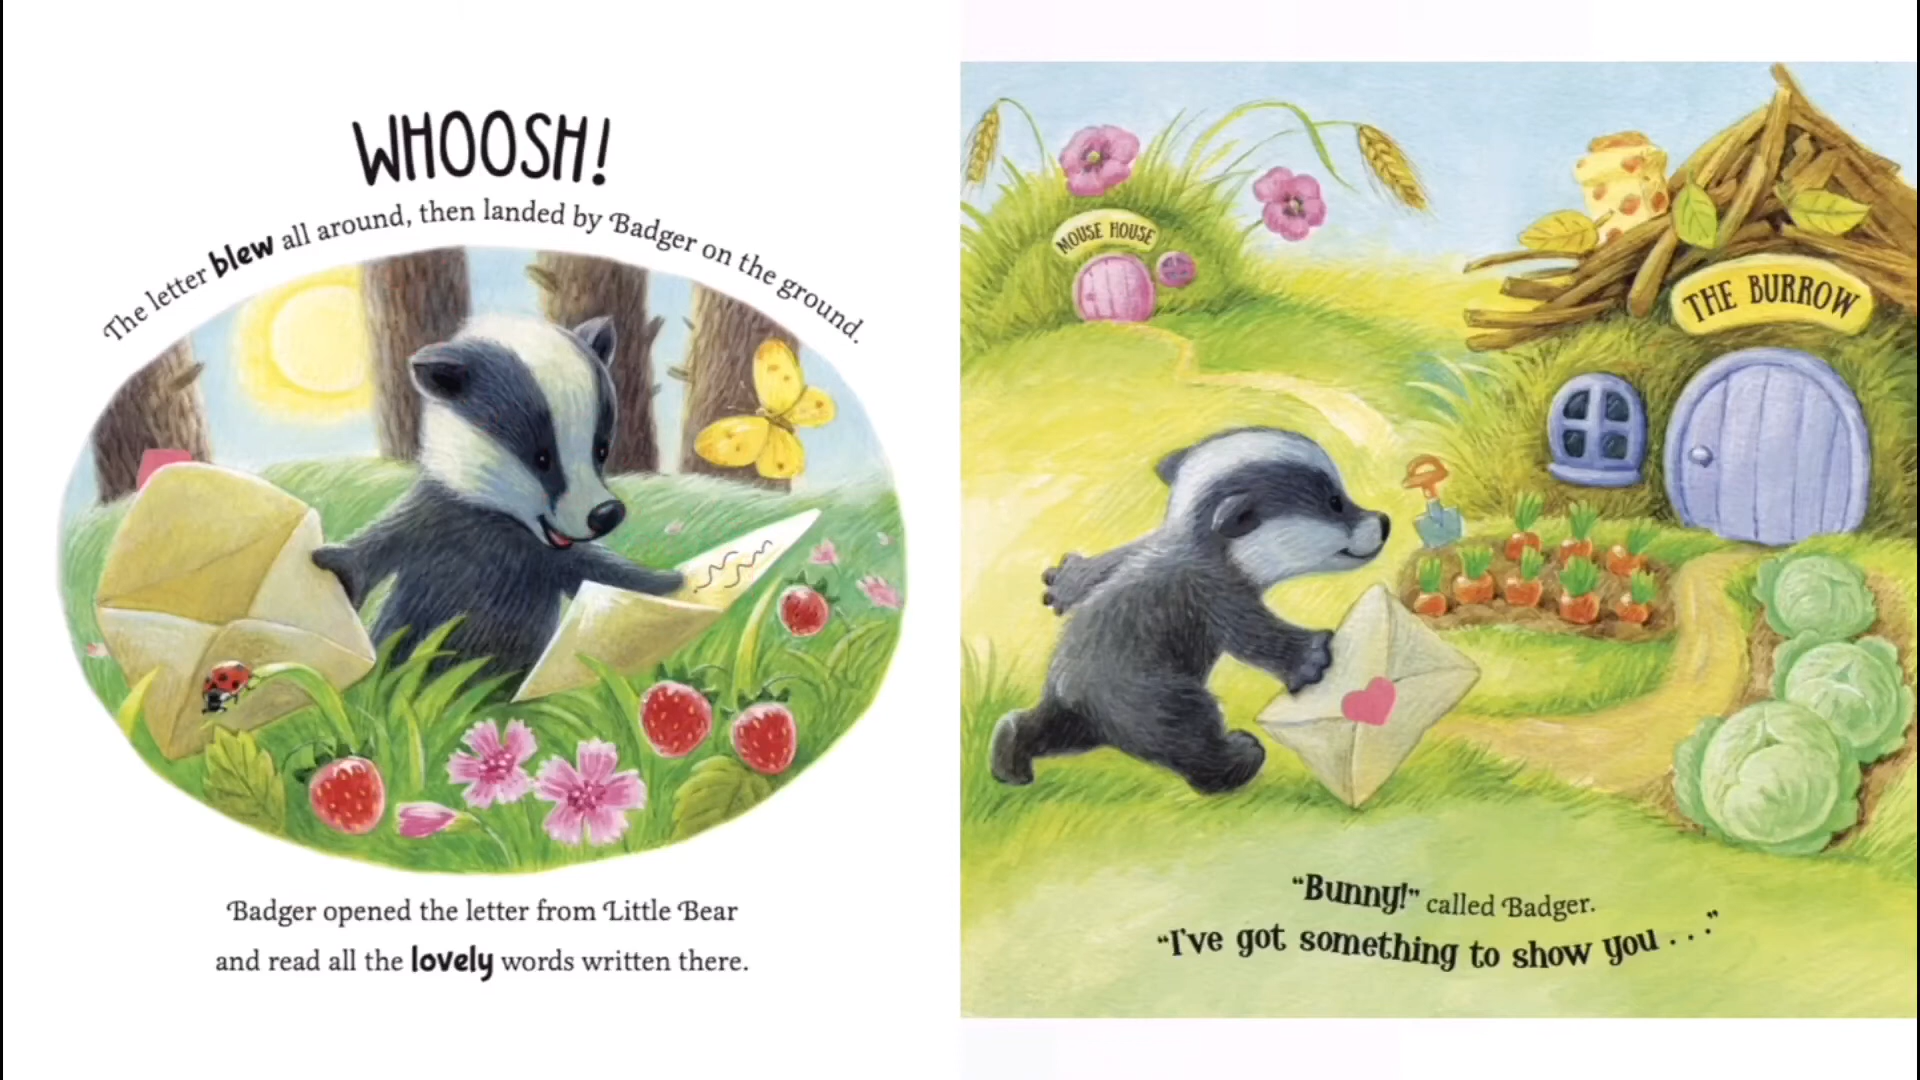 WHOOSH!
The letter blew all around, then landed by Badger on the ground.
Badger opened the letter from Little Bear
and read all the lovely words written there.
MOUSE HOUSE
THE BURROW
“Bunny!” called Badger.
“I’ve got something to show you . . .”